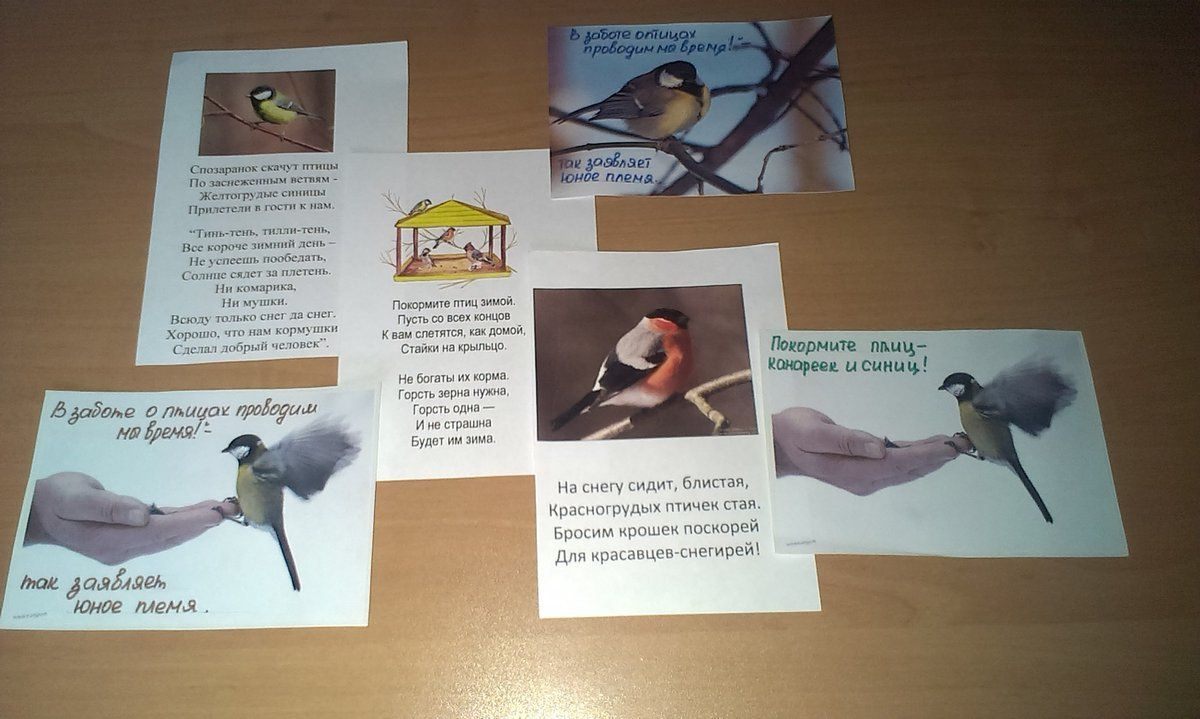 Спозаранок скачут птицы
По заснеженным ветвям -
Желтогрудые синицы
Прилетели в гости к нам.
"Тинь-тень, тилли-тень,
Все короче зимний день –
Не успеешь пообедать,
Солнце сядет за плетень.
Ни комарика,
Ни мушки.
Всюду только снег да снег.
Хорошо, что нам кормушки
Сделал добрый человек".
Покормите птиц зимой.
Пусть со всех концов
К вам слетятся, как домой,
Стайки на крыльцо.
Не богаты их корма.
Горсть зерна нужна,
Горсть одна —
И не страшна
Будет им зима.
В заботе о птицах
проводим мы время!"–
так заявляет
юное племя.
На снегу сидит, блистая,
Красногрудых птичек стая.
Бросим крошек поскорей
Для красавцев-снегирей!
Покормите птиц–
канареек и синиц!
В заботе о птицах проводим
мы время!"–
так заявляет
юное племя.